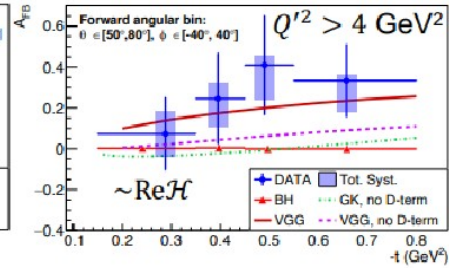 A_FB
Forward angular bin:
θ ∈[50°,80°], ϕ ∈[-40°, 40°]
Q′² > 4 GeV²
0.6
0.4
0.2
0
−0.2
−0.4
~Reℋ
DATA Tot. Syst.
BH GK, no D-term
VGG VGG, no D-term
0.1 0.2 0.3 0.4 0.5 0.6 0.7 0.8
-t (GeV²)